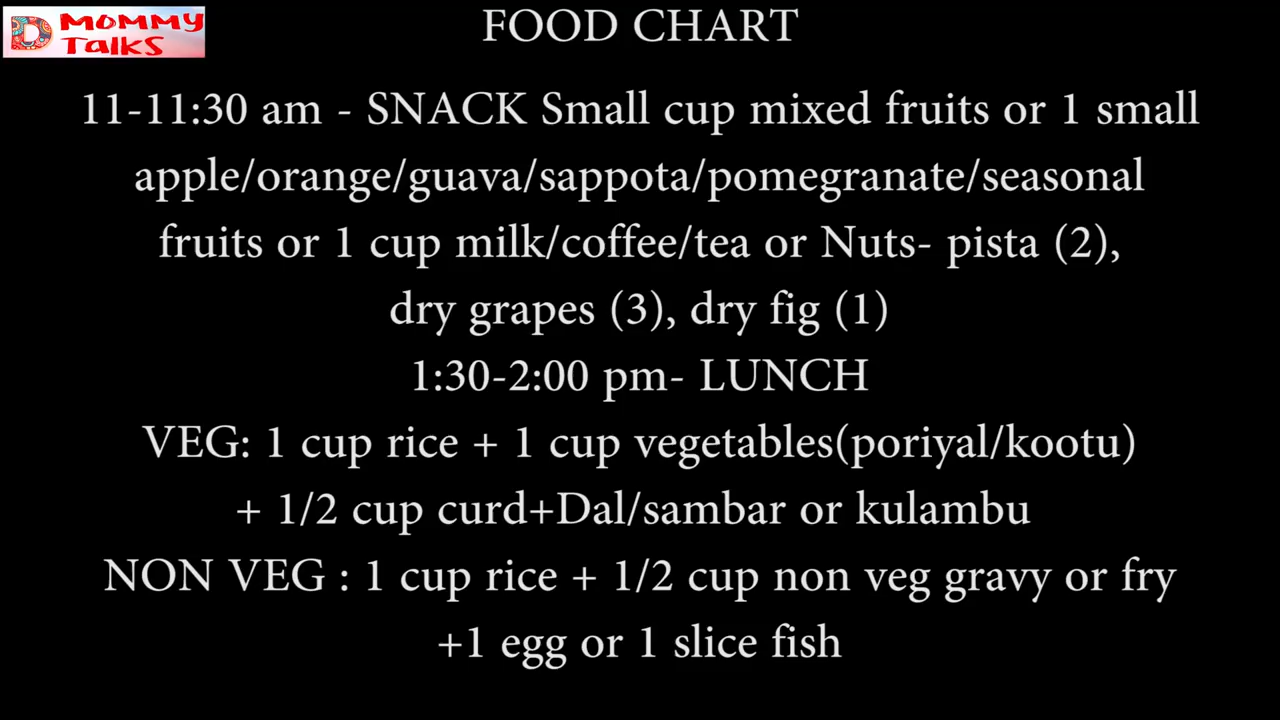 D MOMMY
TALKS
FOOD CHART
11-11:30 am - SNACK Small cup mixed fruits or 1 small
apple/orange/guava/sappota/pomegranate/seasonal
fruits or 1 cup milk/coffee/tea or Nuts- pista (2),
dry grapes (3), dry fig (1)
1:30-2:00 pm- LUNCH
VEG: 1 cup rice + 1 cup vegetables(poriyal/kootu)
+ 1/2 cup curd+Dal/sambar or kulambu
NON VEG : 1 cup rice + 1/2 cup non veg gravy or fry
+1 egg or 1 slice fish